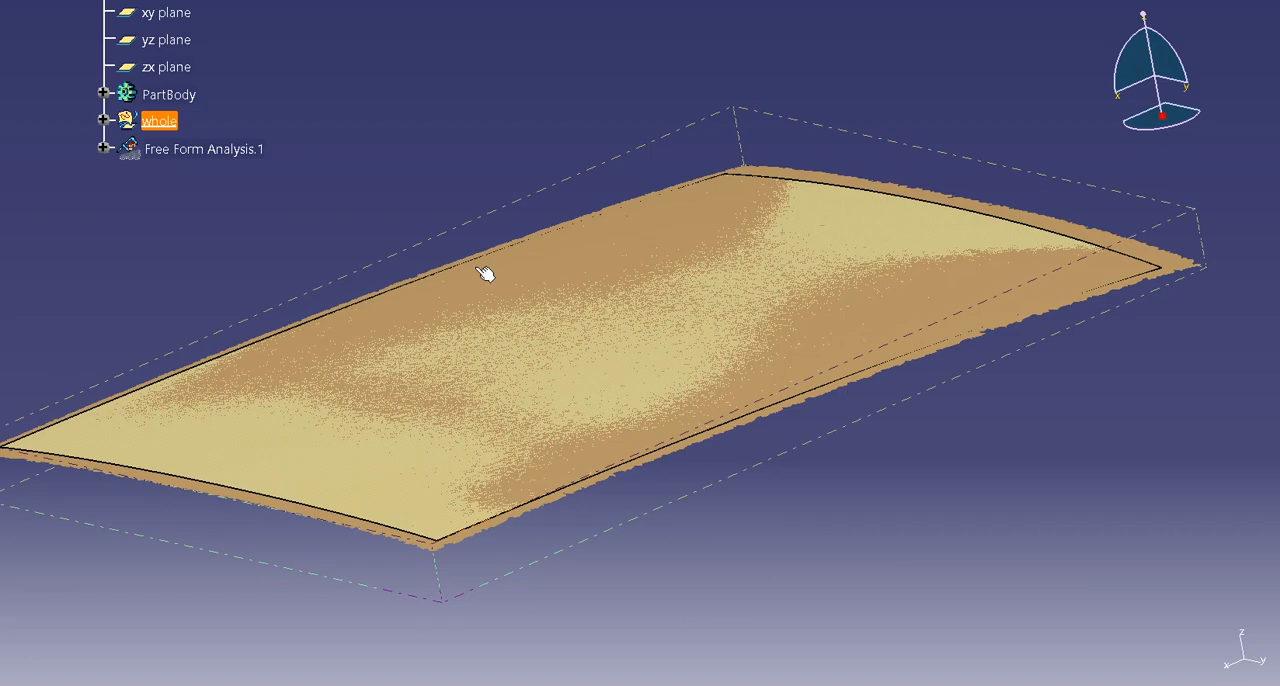 xy plane
yz plane
zx plane
PartBody
whole
Free Form Analysis.1
x
y
z
x
y